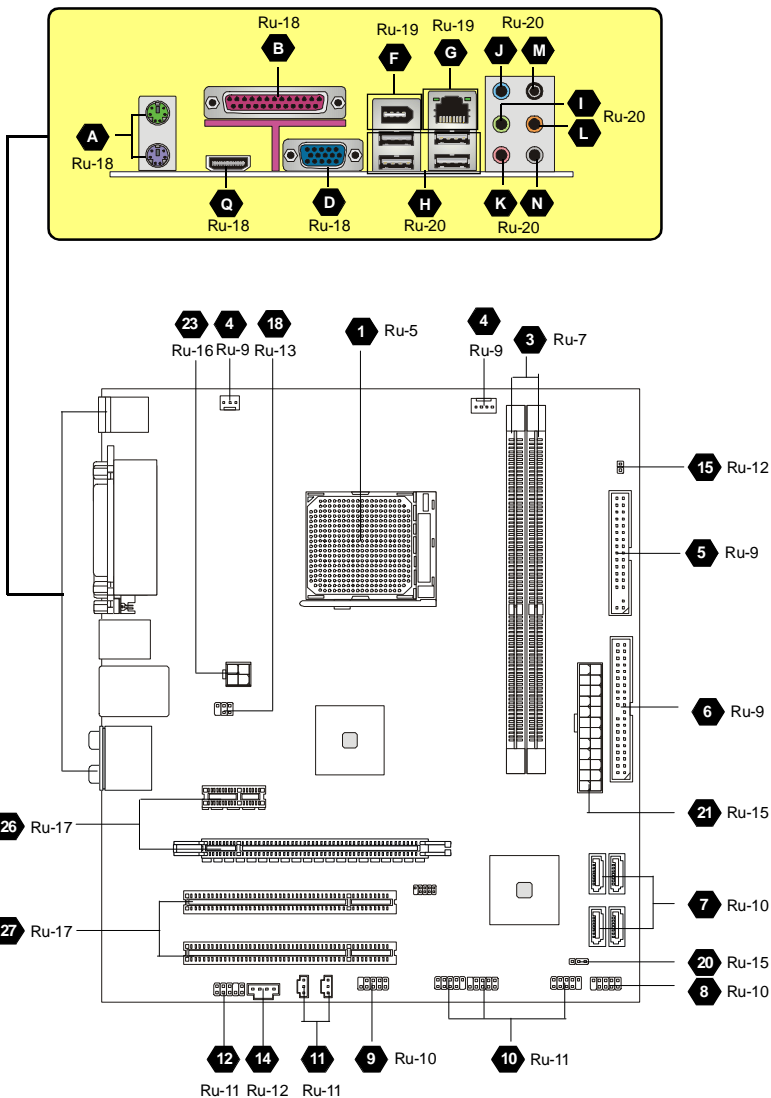 Ru-18 Ru-19 Ru-19 Ru-20
B F G J M
A I Ru-20
Ru-18 L
Q D H K N
Ru-18 Ru-18 Ru-20 Ru-20
23 4 18 1 Ru-5 4 3 Ru-7
Ru-16 Ru-9 Ru-13 Ru-9
15 Ru-12
5 Ru-9
6 Ru-9
21 Ru-15
26 Ru-17
7 Ru-10
27 Ru-17
20 Ru-15
8 Ru-10
12 14 11 9 Ru-10 10 Ru-11
Ru-11 Ru-12 Ru-11